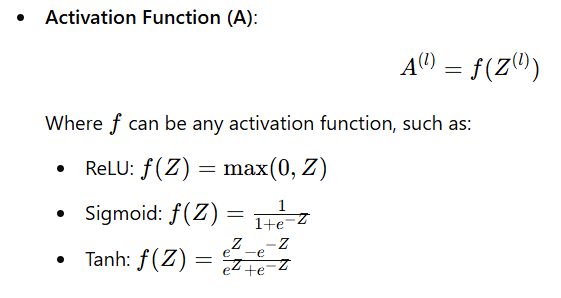 • Activation Function (A):
A^{(l)} = f(Z^{(l)})
Where f can be any activation function, such as:
• ReLU: f(Z) = max(0, Z)
• Sigmoid: f(Z) = \frac{1}{1+e^{-Z}}
• Tanh: f(Z) = \frac{e^Z-e^{-Z}}{e^Z+e^{-Z}}